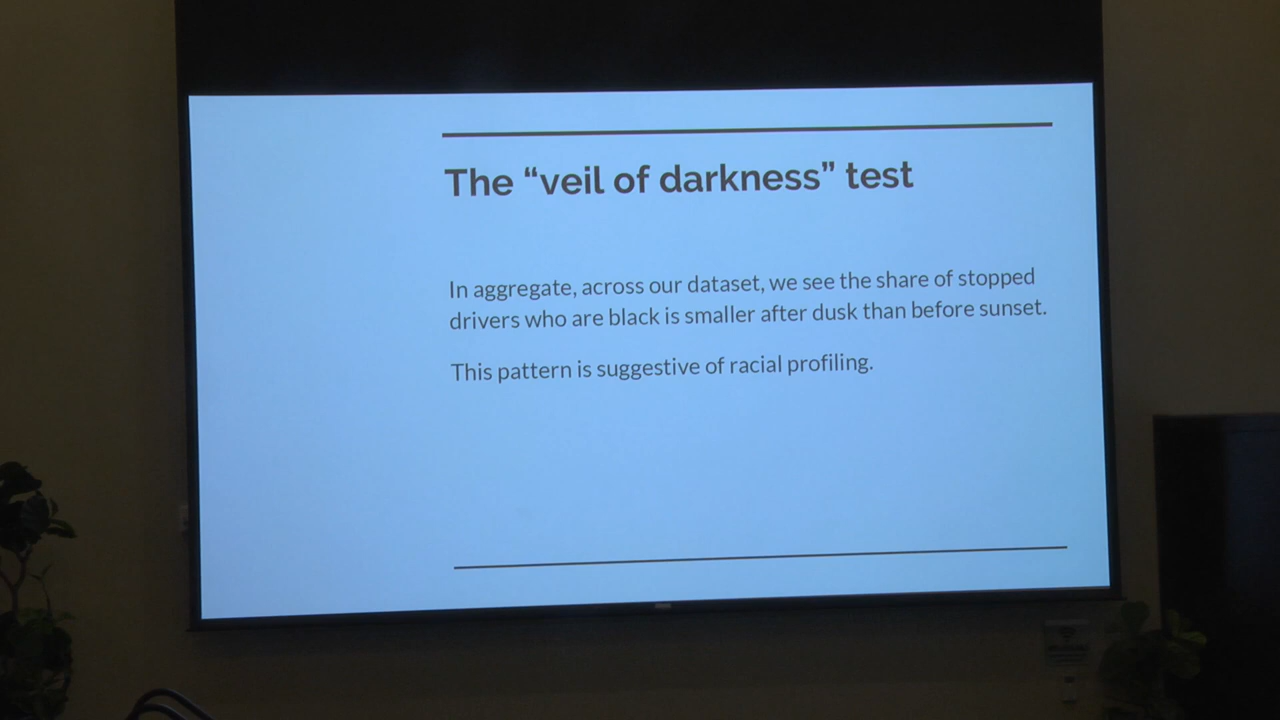 The “veil of darkness” test
In aggregate, across our dataset, we see the share of stopped
drivers who are black is smaller after dusk than before sunset.
This pattern is suggestive of racial profiling.